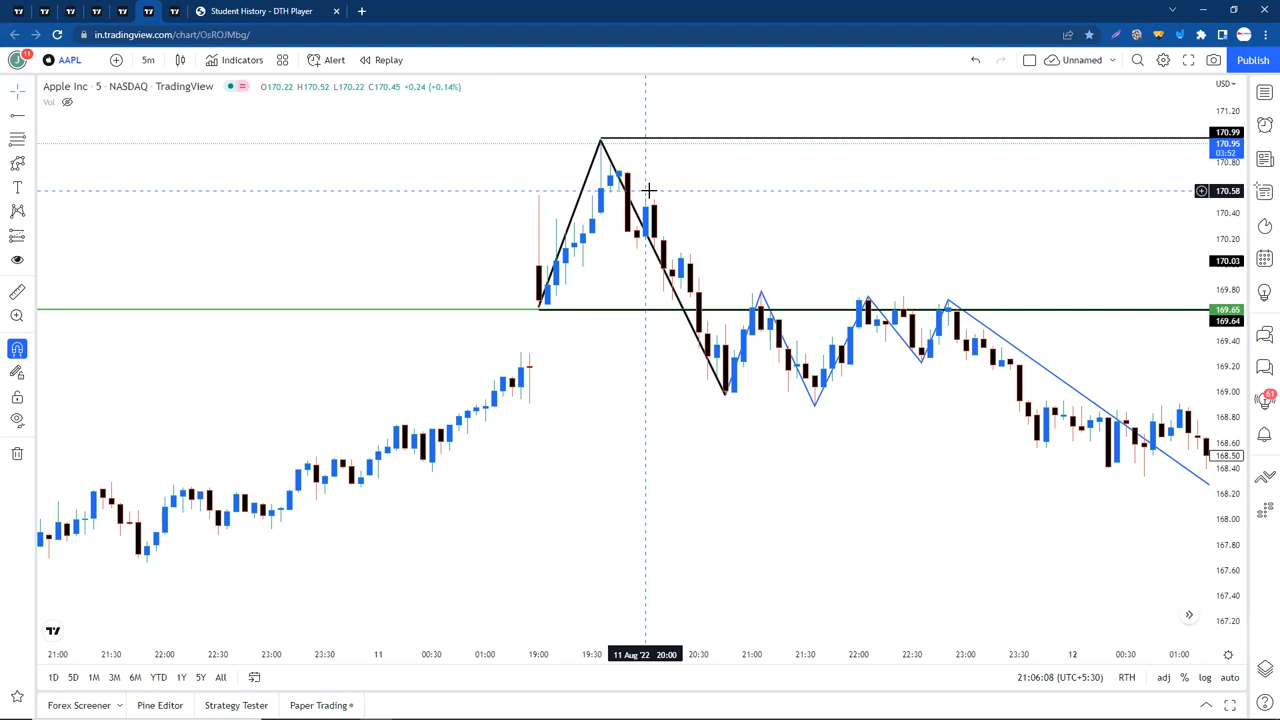 Student History - DTH Player
in.tradingview.com/chart/OsROJMbg/
11
AAPL
5m
Indicators
Alert
Replay
Unnamed
Publish
Apple Inc · 5 · NASDAQ · TradingView
O170.22 H170.52 L170.22 C170.45 +0.24 (+0.14%)
Vol
USD
171.20
170.99
170.95
03:52
170.80
170.58
170.40
170.20
170.03
169.80
169.65
169.64
169.40
169.20
169.00
168.80
168.60
168.50
168.40
168.20
168.00
167.80
167.60
167.40
167.20
61
21:00 21:30 22:00 22:30 23:00 23:30 11 00:30 01:00 19:00 19:30 11 Aug '22 20:00 20:30 21:00 21:30 22:00 22:30 23:00 23:30 12 00:30 01:00
1D 5D 1M 3M 6M YTD 1Y 5Y All
21:06:08 (UTC+5:30) RTH adj % log auto
Forex Screener Pine Editor Strategy Tester Paper Trading